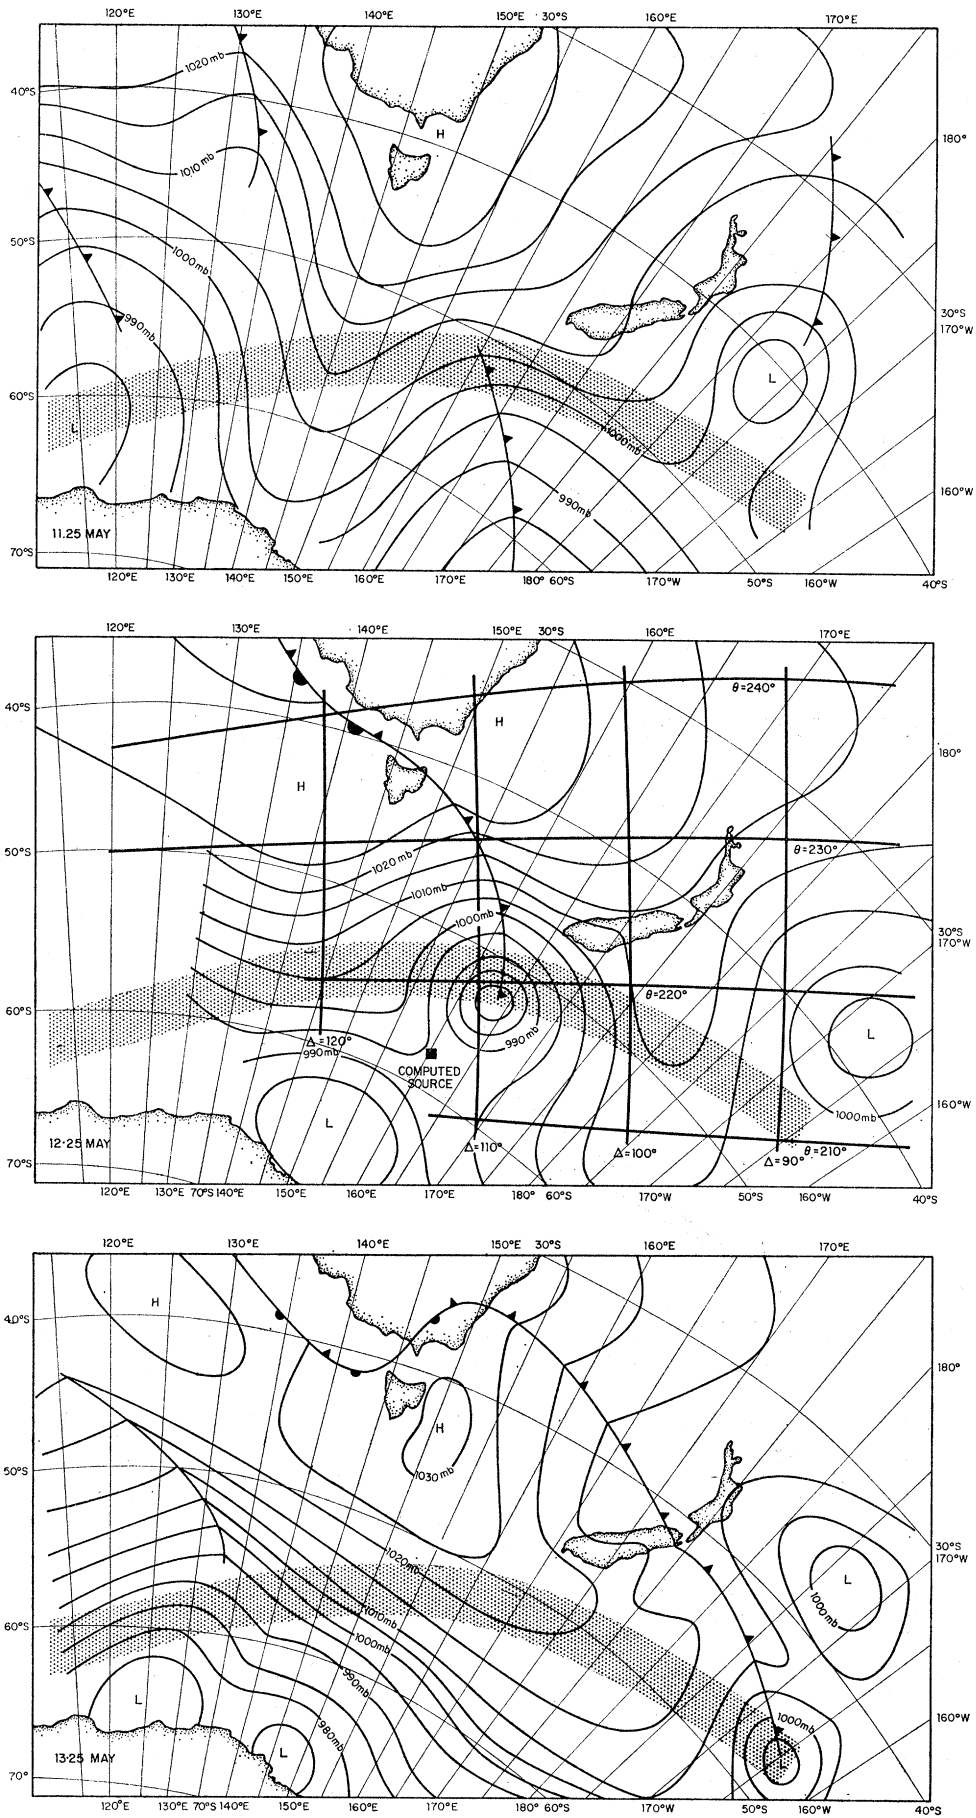 120°E 130°E 140°E 150°E 30°S 160°E 170°E
1020 mb
40°S
H
180°
1010 mb
50°S
1000mb
30°S
170°W
990mb
L
60°S
L
1000mb
990mb
160°W
11.25 MAY
70°S
120°E 130°E 140°E 150°E 160°E 170°E 180° 60°S 170°W 50°S 160°W 40°S
120°E 130°E 140°E 150°E 30°S 160°E 170°E
θ=240°
40°S
H
180°
H
50°S
θ=230°
1020 mb
1010mb
1000mb
30°S
170°W
θ=220°
60°S
L
990mb
Δ=120°
990mb
COMPUTED
SOURCE
160°W
1000mb
L
12·25 MAY
Δ=110° Δ=100° Δ=90° θ=210°
70°S
120°E 130°E 70°S 140°E 150°E 160°E 170°E 180° 60°S 170°W 50°S 160°W 40°S
120°E 130°E 140°E 150°E 30°S 160°E 170°E
H
40°S
180°
H
50°S
1030 mb
30°S
170°W
1020mb
L
1000mb
1010mb
60°S
1000mb
990mb
L
160°W
1000mb
980mb
L
13·25 MAY
70°
120°E 130°E 70°S 140°E 150°E 160°E 170°E 180° 60°S 170°W 50°S 160°W 40°S